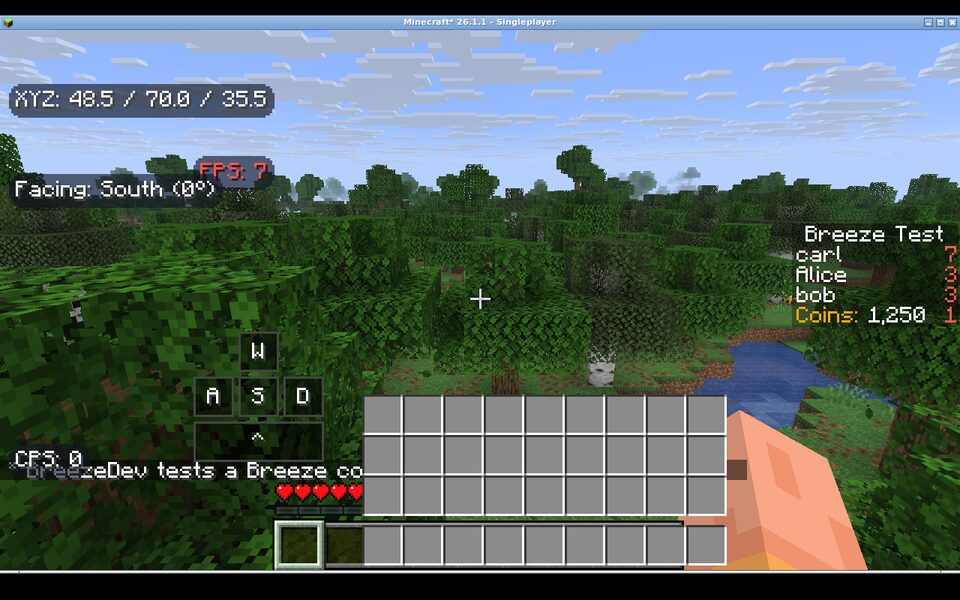 Minecraft* 26.1.1 - Singleplayer
XYZ: 48.5 / 70.0 / 35.5
FPS: 7
Facing: South (0°)
Breeze Test
carl 7
Alice 3
bob 3
Coins: 1,250 1
W
A S D
^
CPS: 0
BreezeDev tests a Breeze co